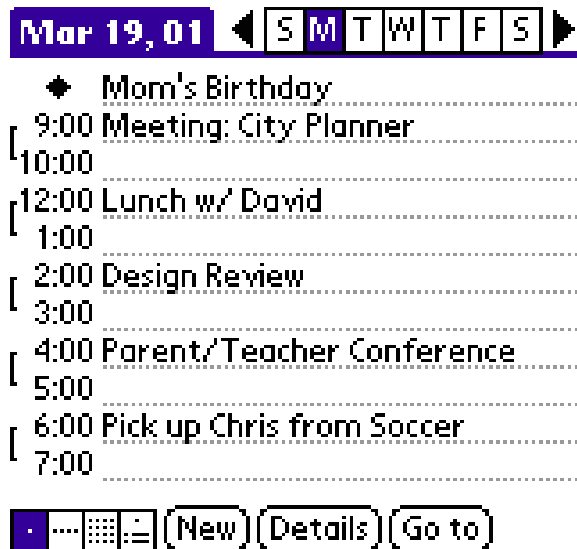 Mar 19, 01 S M T W T F S
Mom's Birthday
9:00 Meeting: City Planner
10:00
12:00 Lunch w/ David
1:00
2:00 Design Review
3:00
4:00 Parent/Teacher Conference
5:00
6:00 Pick up Chris from Soccer
7:00
New Details Go to